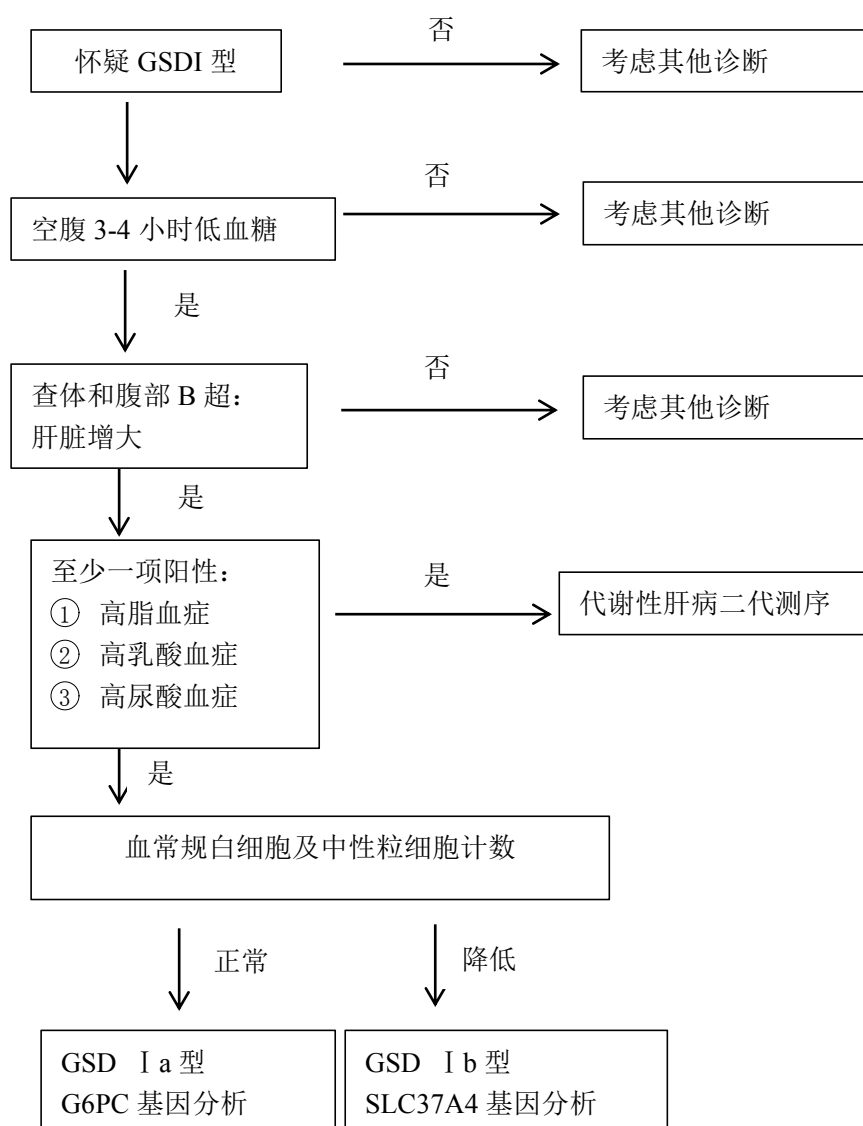 否
怀疑 GSDI 型
考虑其他诊断
否
空腹 3-4 小时低血糖
考虑其他诊断
是
否
查体和腹部 B 超：
肝脏增大
考虑其他诊断
是
至少一项阳性：
① 高脂血症
② 高乳酸血症
③ 高尿酸血症
是
代谢性肝病二代测序
是
血常规白细胞及中性粒细胞计数
正常
降低
GSD Ⅰa 型
G6PC 基因分析
GSD Ⅰb 型
SLC37A4 基因分析